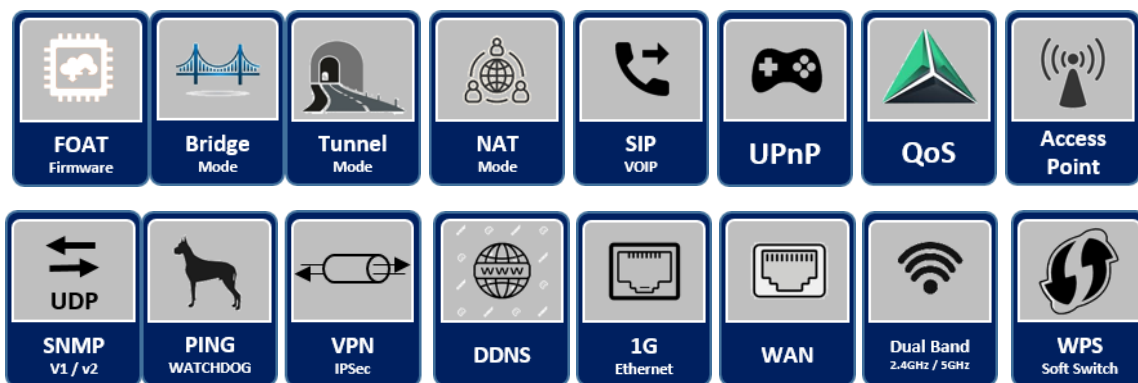 FOAT
Firmware
Bridge
Mode
Tunnel
Mode
NAT
Mode
SIP
VOIP
UPnP
QoS
Access
Point
UDP
SNMP
V1 / v2
PING
WATCHDOG
VPN
IPSec
www
DDNS
1G
Ethernet
WAN
Dual Band
2.4GHz / 5GHz
WPS
Soft Switch